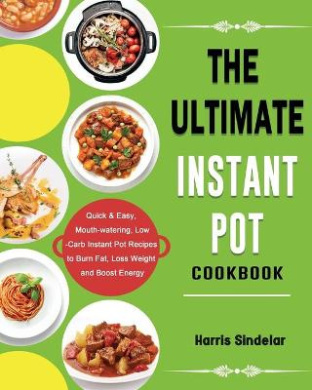 THE
ULTIMATE
INSTANT
POT
COOKBOOK
Quick & Easy,
Mouth-watering, Low
-Carb Instant Pot Recipes
to Burn Fat, Loss Weight
and Boost Energy
Harris Sindelar